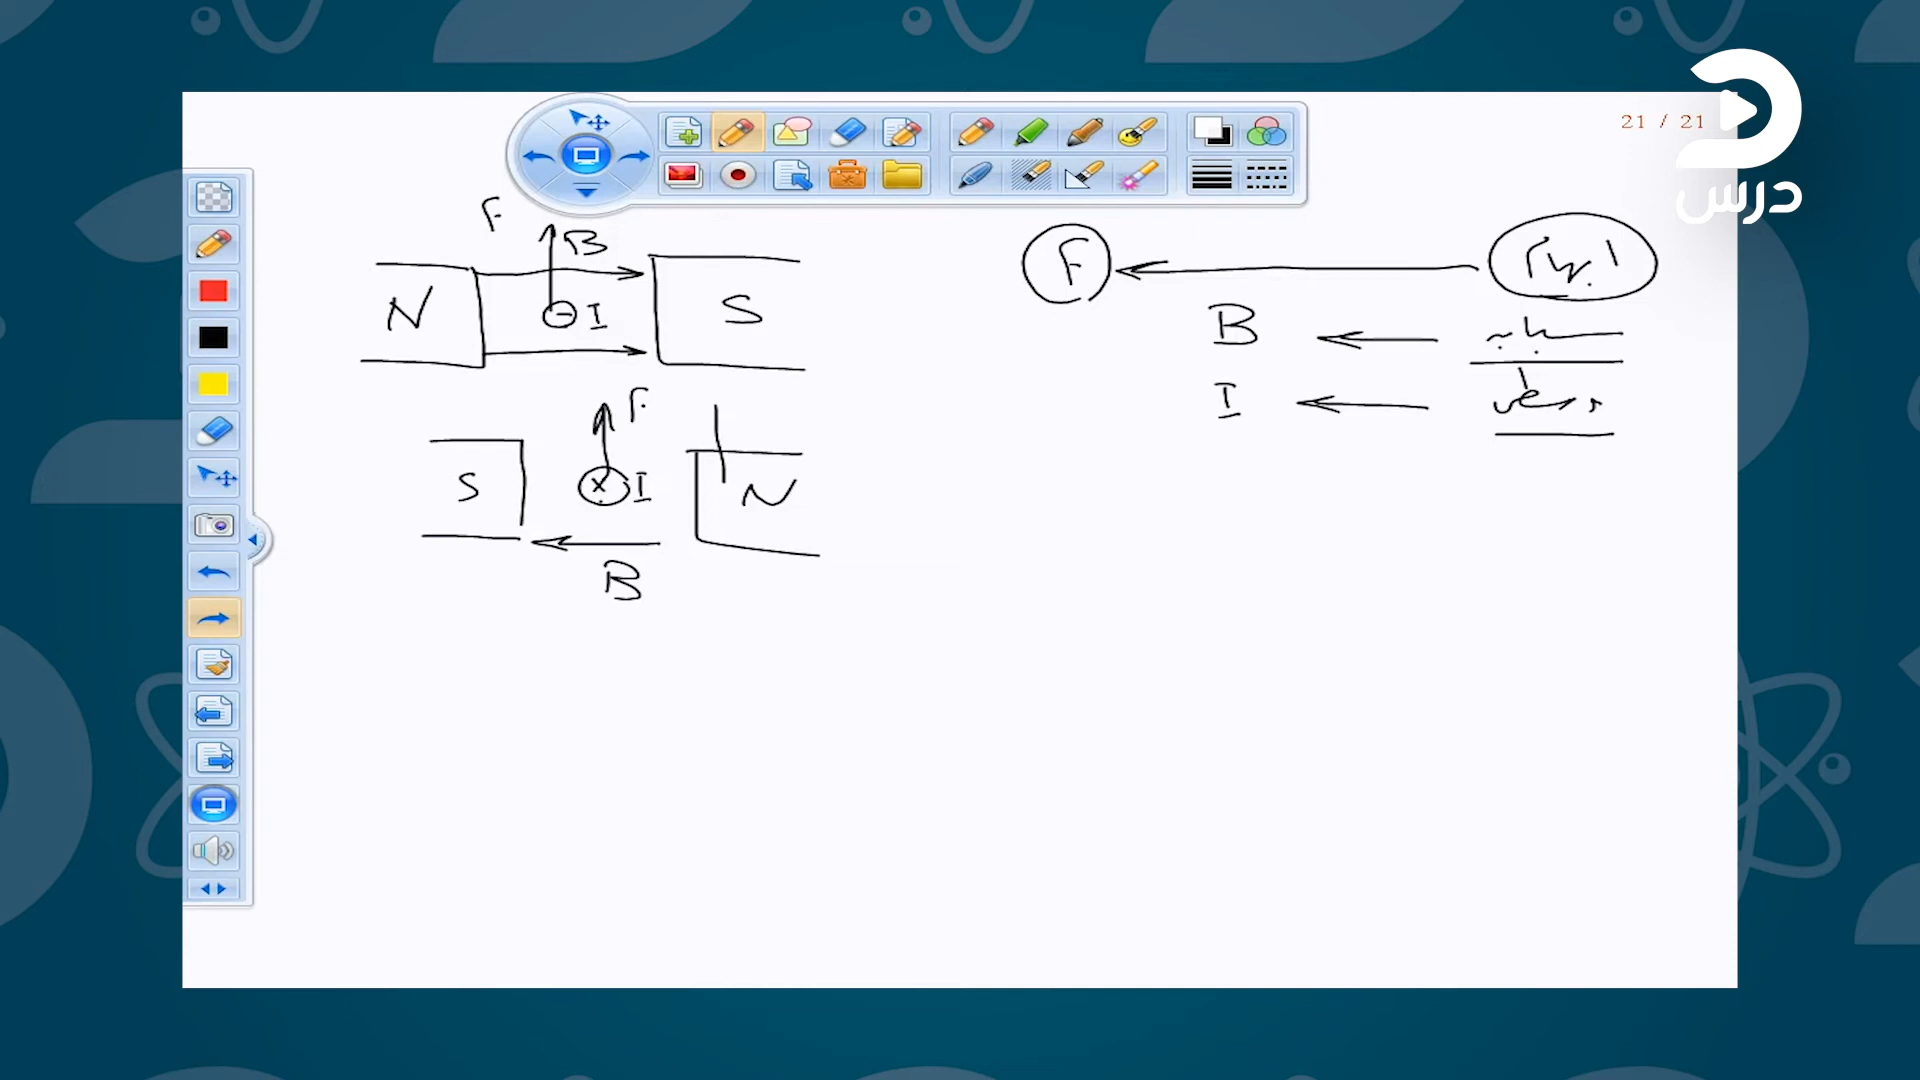 21 / 21
درس
F B
N I S
F
S x I N
B
F ابهام
B سبابه
I وسطى